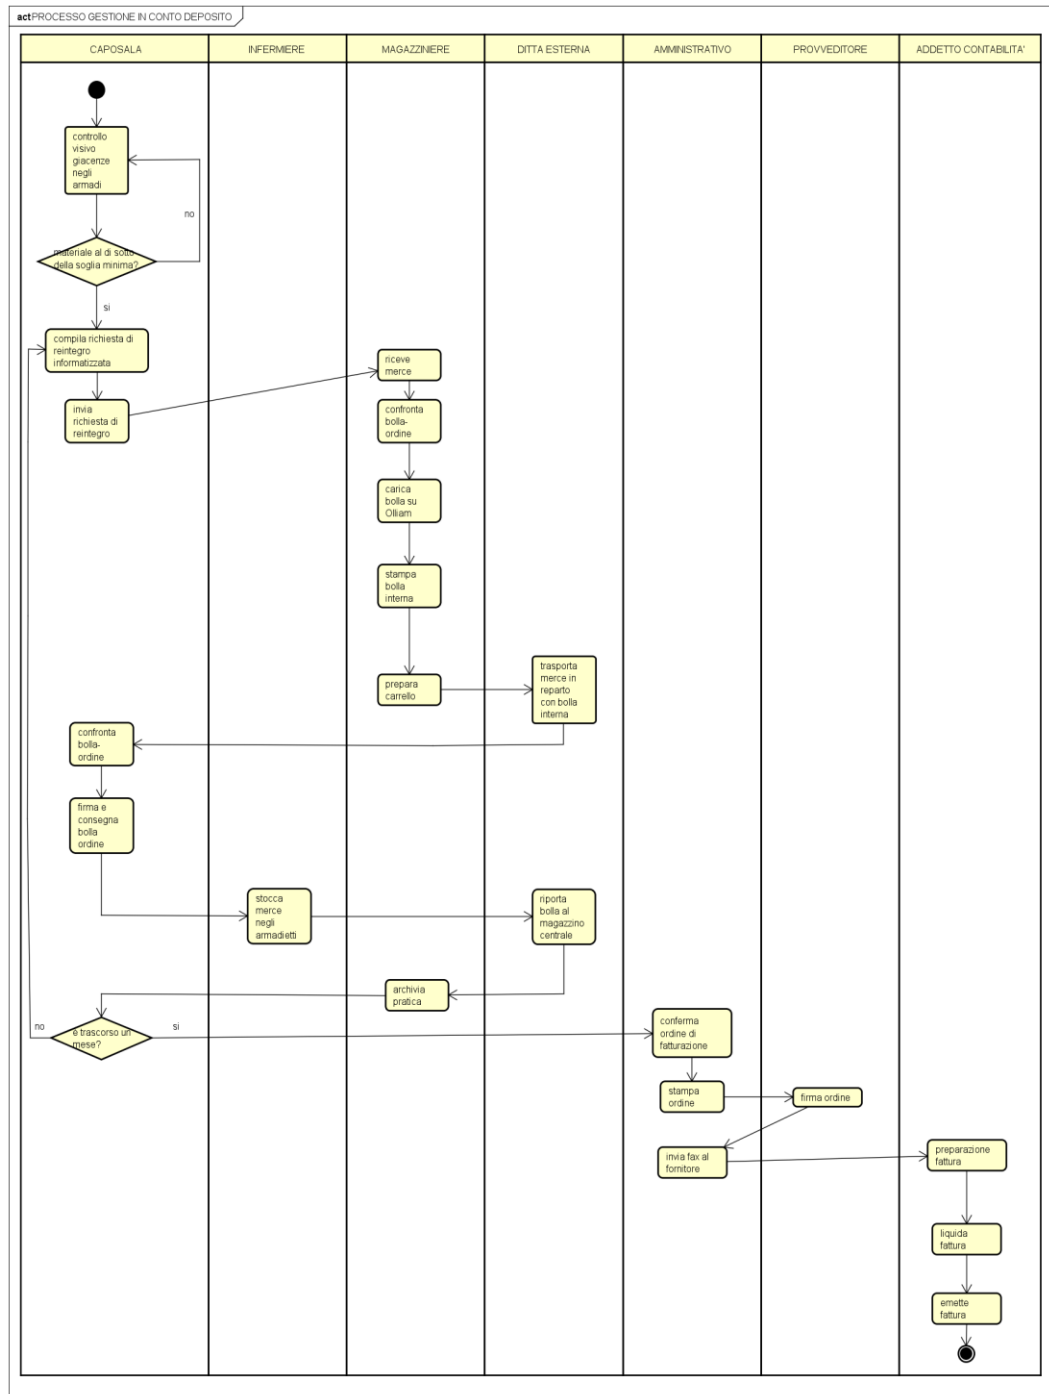 act PROCESSO GESTIONE IN CONTO DEPOSITO
CAPOSALA
INFERMIERE
MAGAZZINIERE
DITTA ESTERNA
AMMINISTRATIVO
PROVVEDITORE
ADDETTO CONTABILITA'
controllo
visivo
giacenze
negli
armadi
no
materiale al di sotto
della soglia minima?
si
compila richiesta di
reintegro
informatizzata
invia
richiesta di
reintegro
riceve
merce
confronta
bolla-
ordine
carica
bolla su
Olliam
stampa
bolla
interna
prepara
carrello
trasporta
merce in
reparto
con bolla
interna
confronta
bolla-
ordine
firma e
consegna
bolla
ordine
stocca
merce
negli
armadietti
riporta
bolla al
magazzino
centrale
archivia
pratica
no
è trascorso un
mese?
si
conferma
ordine di
fatturazione
stampa
ordine
firma ordine
invia fax al
fornitore
preparazione
fattura
liquida
fattura
emette
fattura